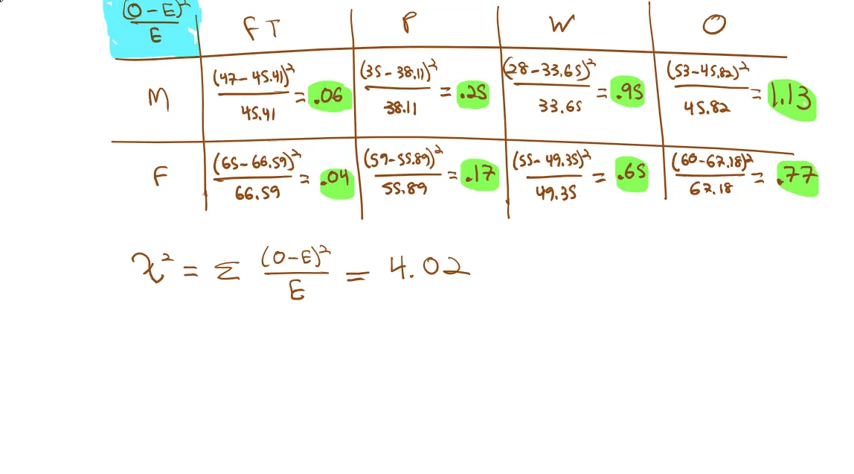 (O-E)²/E FT P W O
M (47-45.41)²/45.41 = .06 (35-38.11)²/38.11 = .25 (28-33.65)²/33.65 = .95 (53-45.82)²/45.82 = 1.13
F (65-66.59)²/66.59 = .04 (59-55.89)²/55.89 = .17 (55-49.35)²/49.35 = .65 (60-67.18)²/67.18 = .77
χ² = Σ (O-E)²/E = 4.02